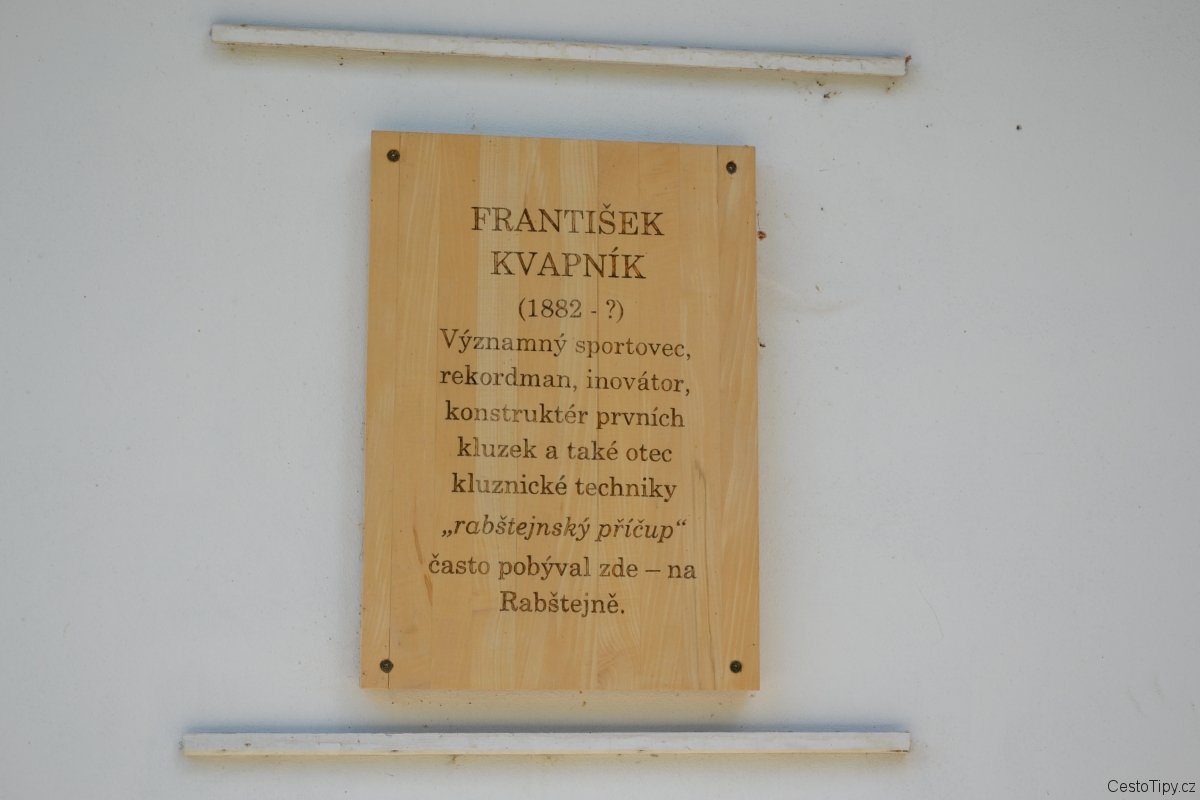 FRANTIŠEK
KVAPNÍK
(1882 - ?)
Významný sportovec,
rekordman, inovátor,
konstruktér prvních
kluzek a také otec
kluznické techniky
„rabštejnský příčup“
často pobýval zde – na
Rabštejně.
CestoTipy.cz